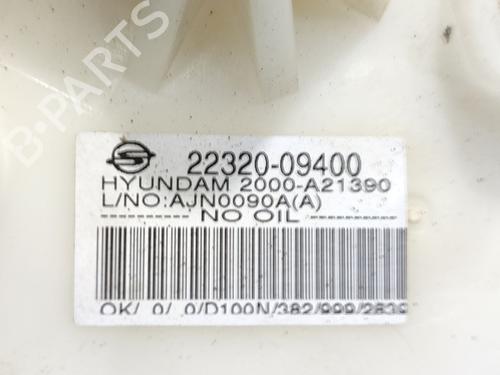 22320-09400
HYUNDAM 2000-A21390
L/NO:AJN0090A(A)
--------- NO OIL ---------
OK/ 0/ 0/D100N/382/999/2839
B-PARTS